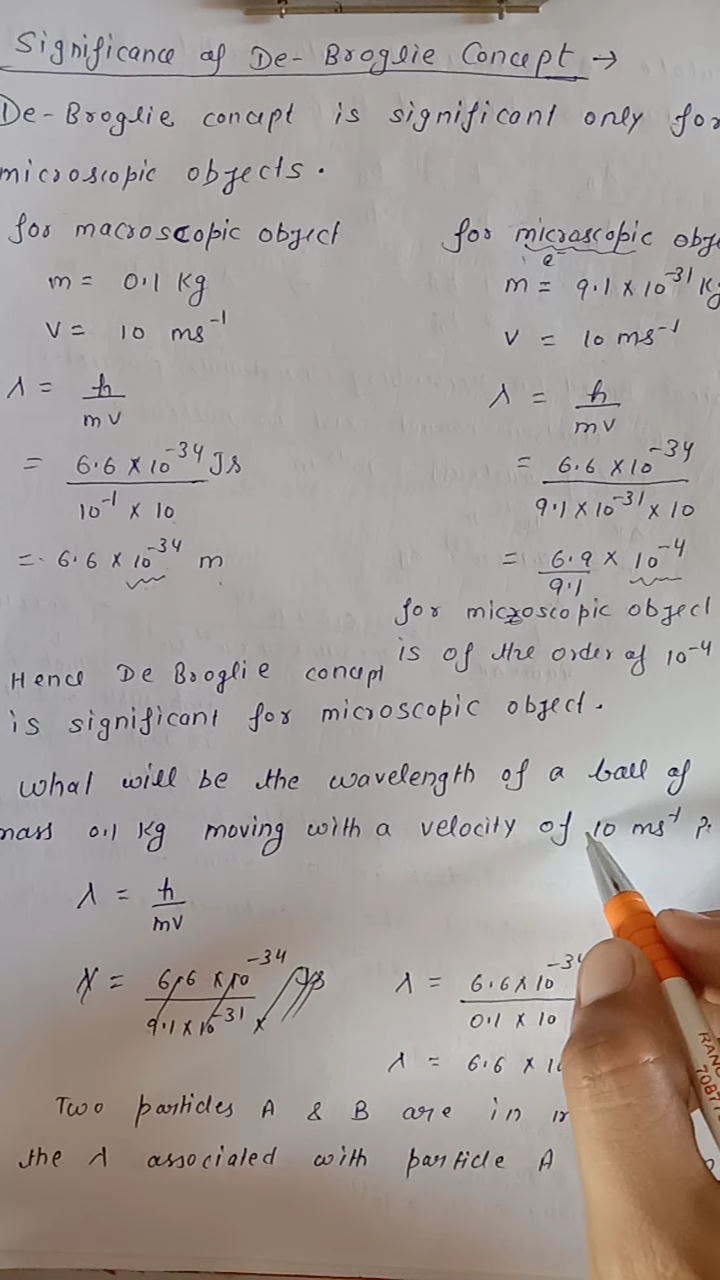 Significance of De-Broglie Concept →
De-Broglie concept is significant only for
microscopic objects.
for macroscopic object
m = 0.1 Kg
V = 10 ms⁻¹
λ = h/mv
= 6.6 × 10⁻³⁴ Js / 10⁻¹ × 10
= 6.6 × 10⁻³⁴ m
for microscopic obje
e⁻
m = 9.1 × 10⁻³¹ Kg
v = 10 ms⁻¹
λ = h/mv
= 6.6 × 10⁻³⁴ / 9.1 × 10⁻³¹ × 10
= 6.9/9.1 × 10⁻⁴
for microscopic object
is of the order of 10⁻⁴
Hence De Broglie concept
is significant for microscopic object.
What will be the wavelength of a ball of
mass 0.1 Kg moving with a velocity of 10 ms⁻¹ ?
λ = h/mv
λ = 6.6 × 10⁻³⁴ / 9.1 × 10⁻³¹ ×
λ = 6.6 × 10⁻³⁴ / 0.1 × 10
λ = 6.6 × 10
Two particles A & B are in
the λ associated with particle A
RAN
7087